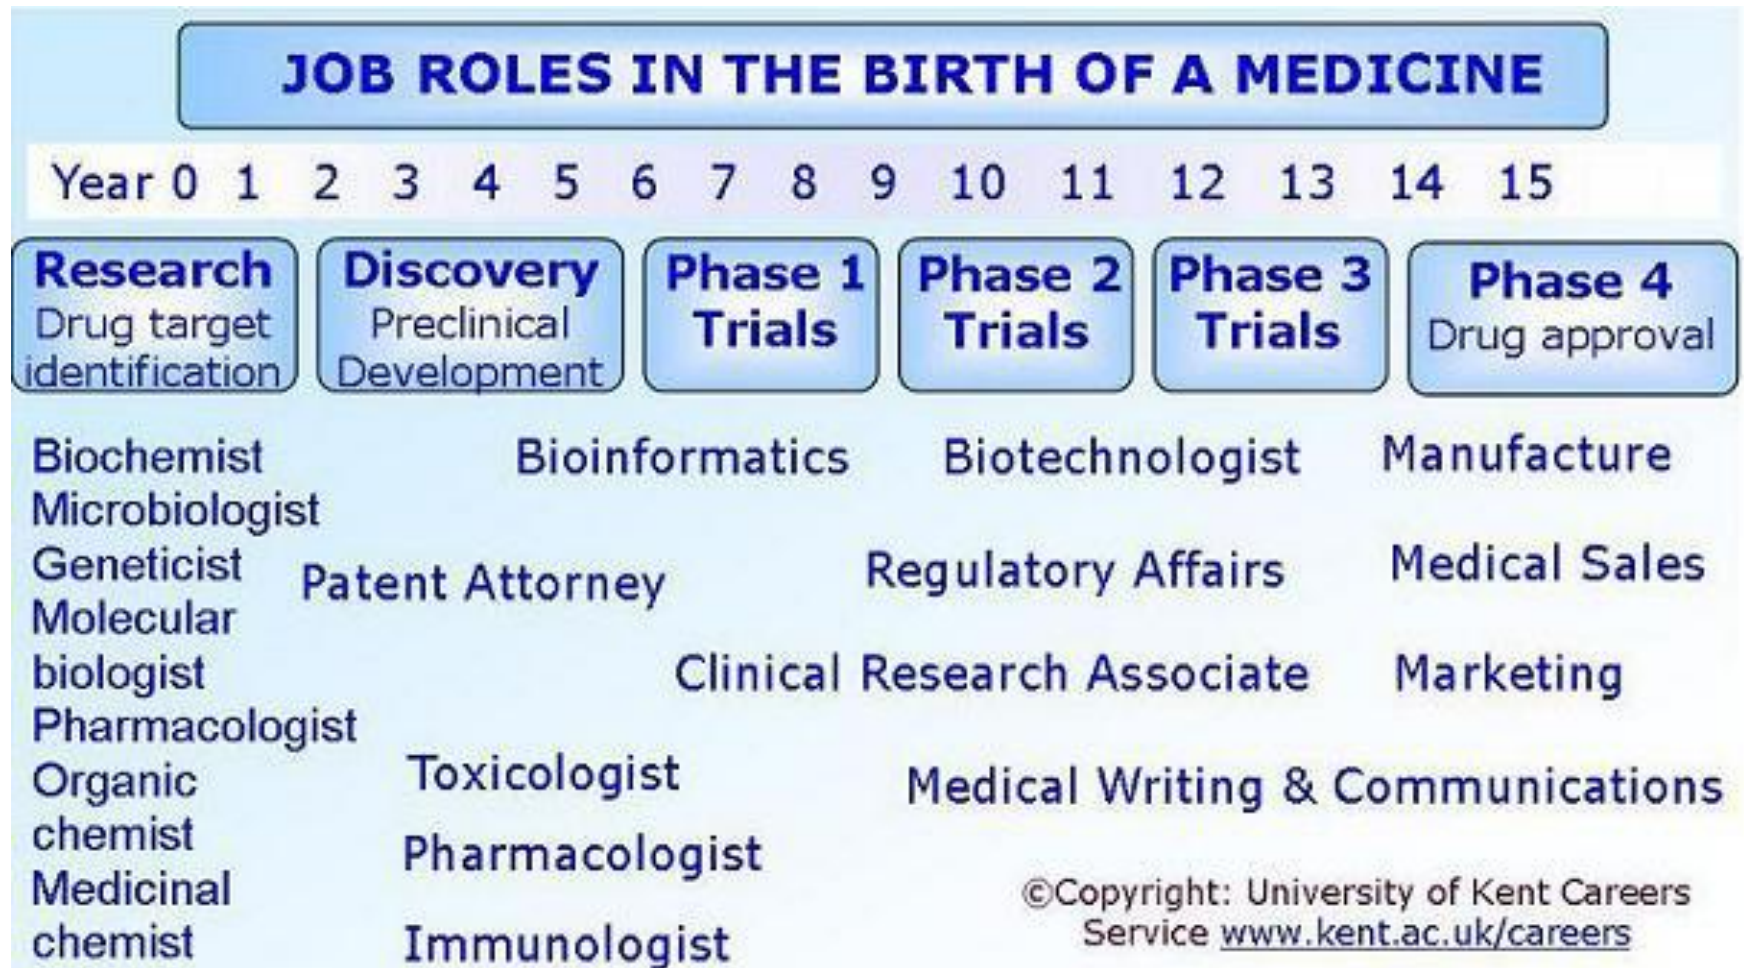 JOB ROLES IN THE BIRTH OF A MEDICINE
Year 0 1 2 3 4 5 6 7 8 9 10 11 12 13 14 15
Research
Drug target
identification
Discovery
Preclinical
Development
Phase 1
Trials
Phase 2
Trials
Phase 3
Trials
Phase 4
Drug approval
Biochemist
Microbiologist
Geneticist
Molecular
biologist
Pharmacologist
Organic
chemist
Medicinal
chemist
Bioinformatics
Patent Attorney
Toxicologist
Pharmacologist
Immunologist
Biotechnologist
Regulatory Affairs
Clinical Research Associate
Manufacture
Medical Sales
Marketing
Medical Writing & Communications
©Copyright: University of Kent Careers
Service www.kent.ac.uk/careers